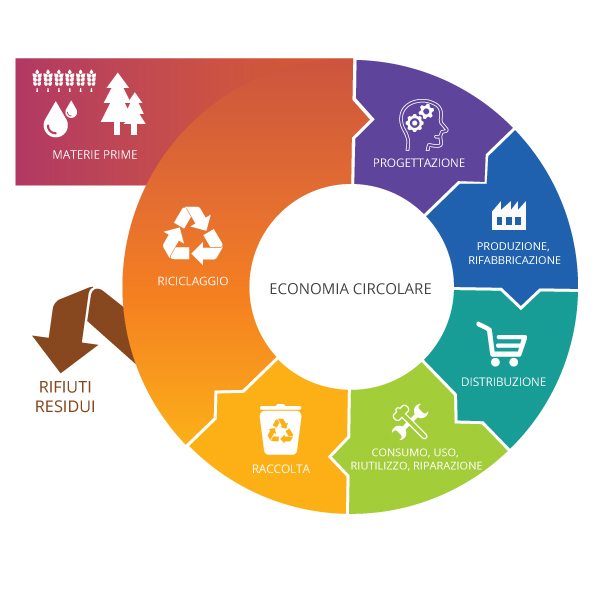 MATERIE PRIME
PROGETTAZIONE
PRODUZIONE,
RIFABBRICAZIONE
RICICLAGGIO
ECONOMIA CIRCOLARE
DISTRIBUZIONE
RIFIUTI
RESIDUI
CONSUMO, USO,
RIUTILIZZO, RIPARAZIONE
RACCOLTA